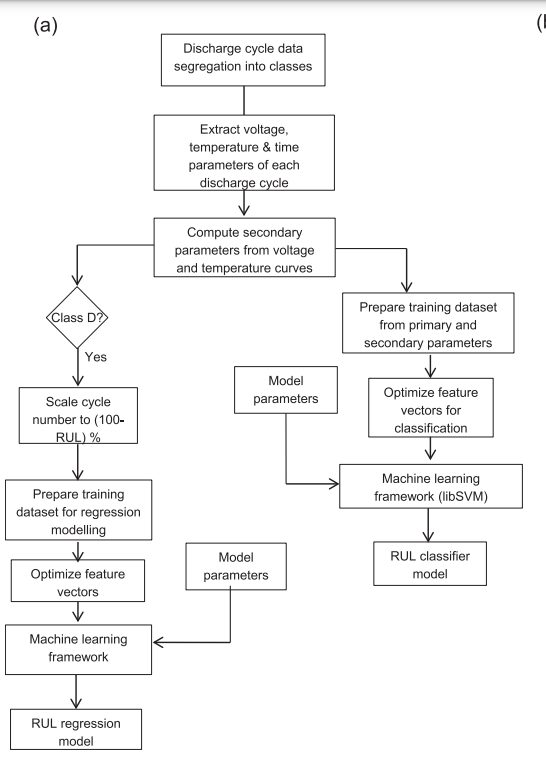 (a)
Discharge cycle data
segregation into classes
Extract voltage,
temperature & time
parameters of each
discharge cycle
Compute secondary
parameters from voltage
and temperature curves
Class D?
Yes
Scale cycle
number to (100-
RUL) %
Prepare training
dataset for regression
modelling
Optimize feature
vectors
Model
parameters
Machine learning
framework
RUL regression
model
Prepare training dataset
from primary and
secondary parameters
Model
parameters
Optimize feature
vectors for
classification
Machine learning
framework (libSVM)
RUL classifier
model